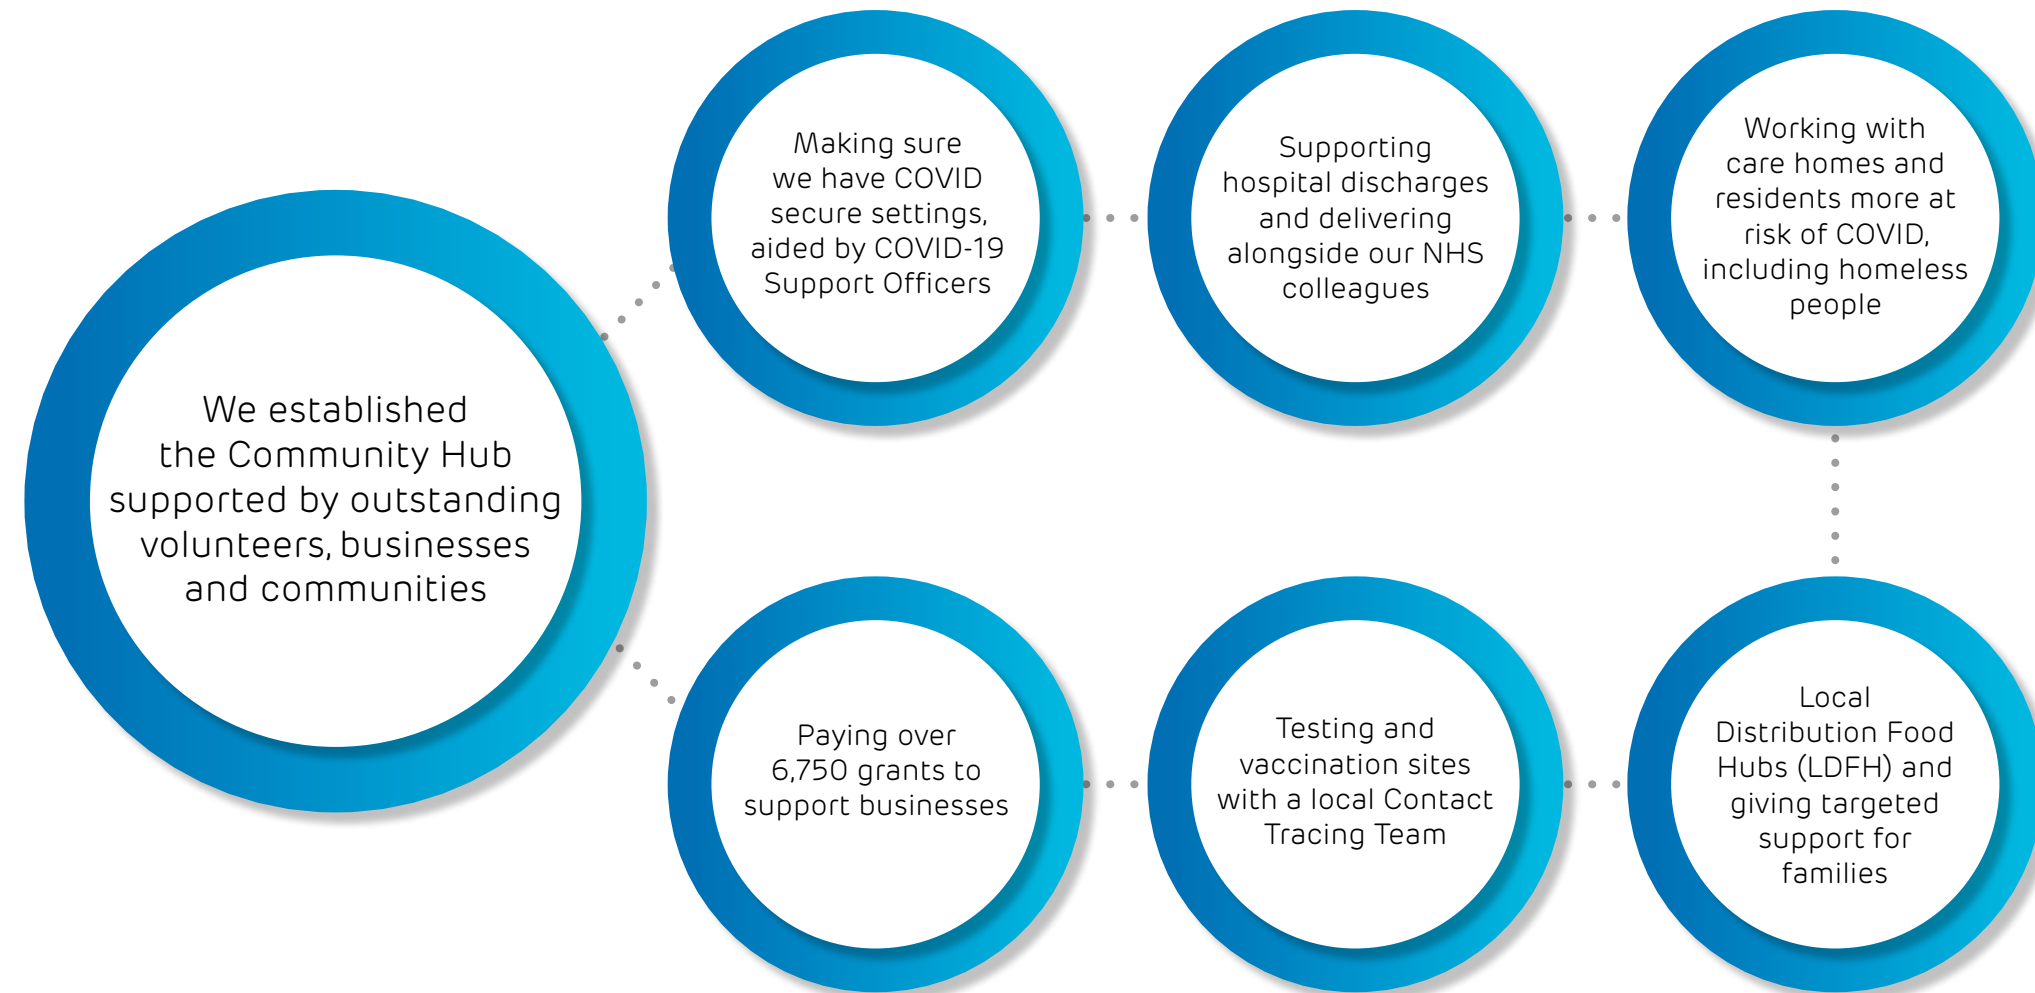 We established
the Community Hub
supported by outstanding
volunteers, businesses
and communities
Making sure
we have COVID
secure settings,
aided by COVID-19
Support Officers
Supporting
hospital discharges
and delivering
alongside our NHS
colleagues
Working with
care homes and
residents more at
risk of COVID,
including homeless
people
Local
Distribution Food
Hubs (LDFH) and
giving targeted
support for
families
Testing and
vaccination sites
with a local Contact
Tracing Team
Paying over
6,750 grants to
support businesses